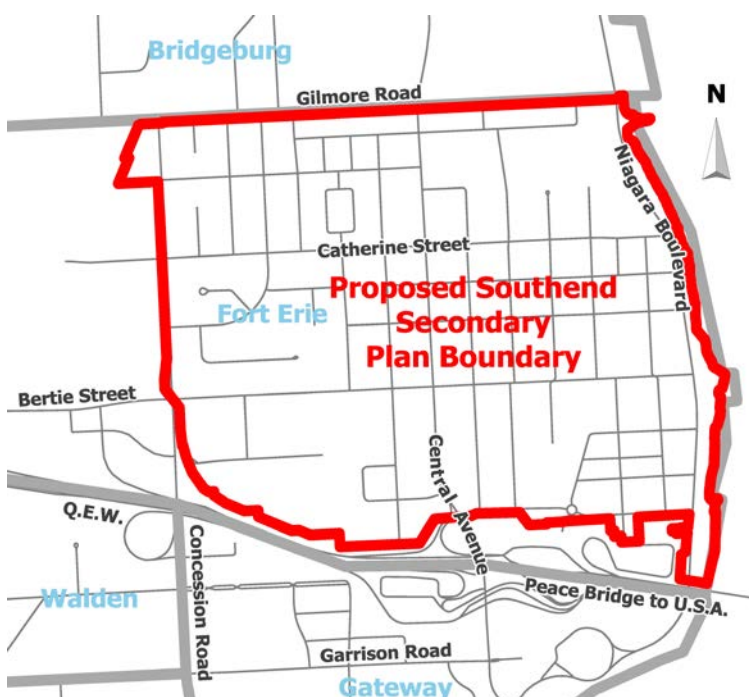 Bridgeburg
Gilmore Road
N
Niagara Boulevard
Catherine Street
Proposed Southend
Secondary
Plan Boundary
Fort Erie
Bertie Street
Central Avenue
Q.E.W.
Concession Road
Peace Bridge to U.S.A.
Walden
Garrison Road
Gateway